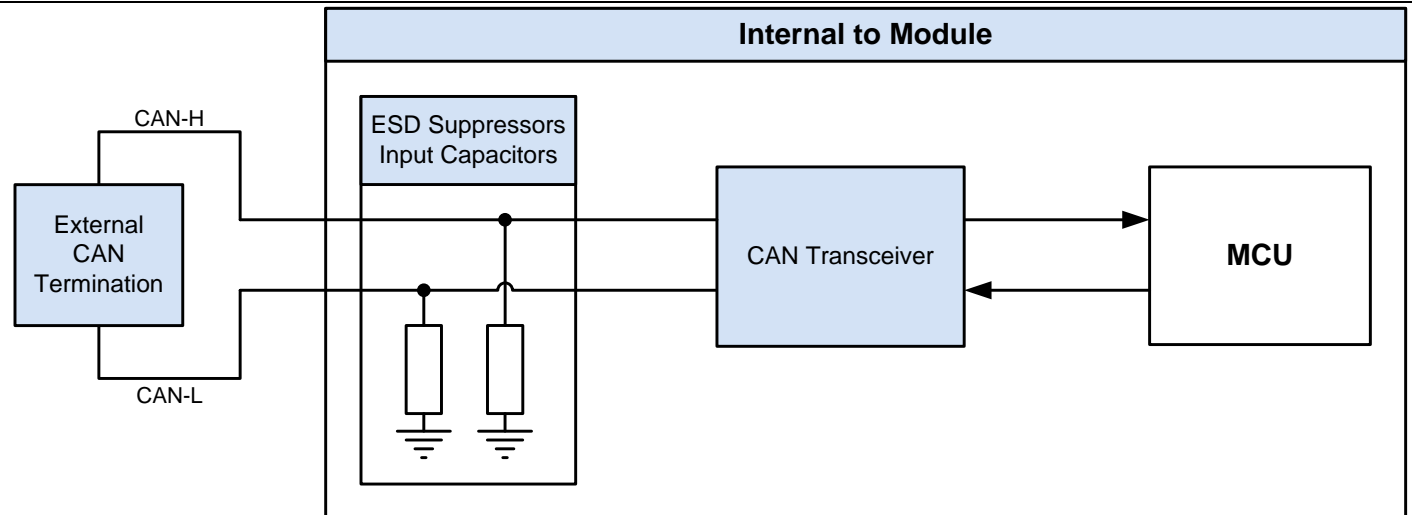 Internal to Module
CAN-H
ESD Suppressors
Input Capacitors
External
CAN
Termination
CAN Transceiver
MCU
CAN-L